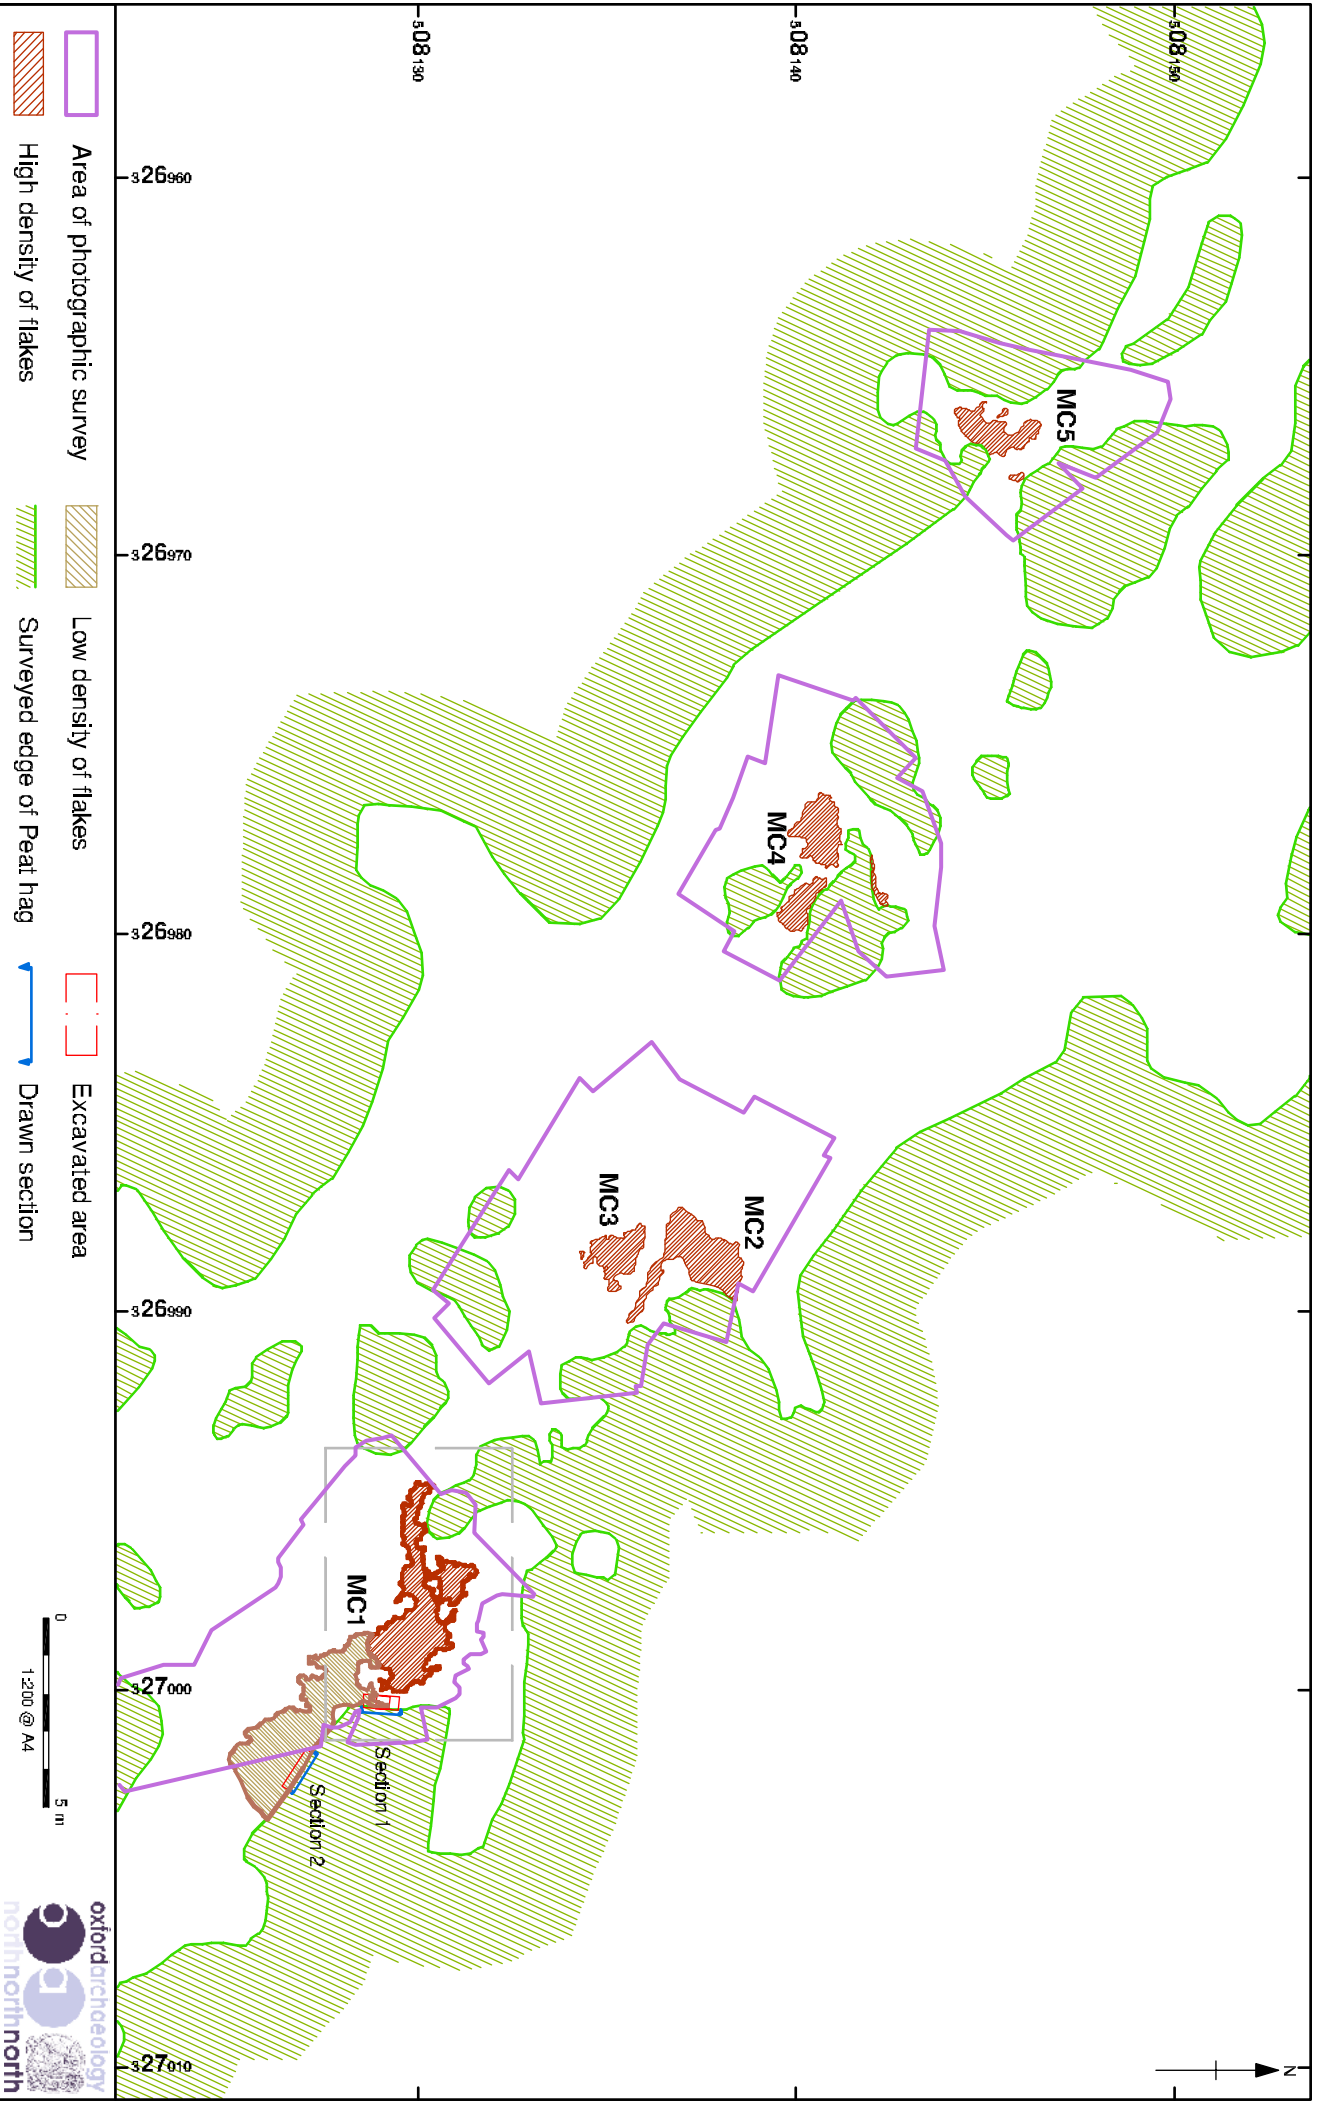 N
508150
508140
508130
MC5
MC4
MC2
MC3
MC1
Section 1
Section 2
326960
326970
326980
326990
327000
327010
Area of photographic survey
High density of flakes
Low density of flakes
Surveyed edge of Peat hag
Excavated area
Drawn section
0 5 m
1:200 @ A4
oxfordarchaeology
northnorthnorth